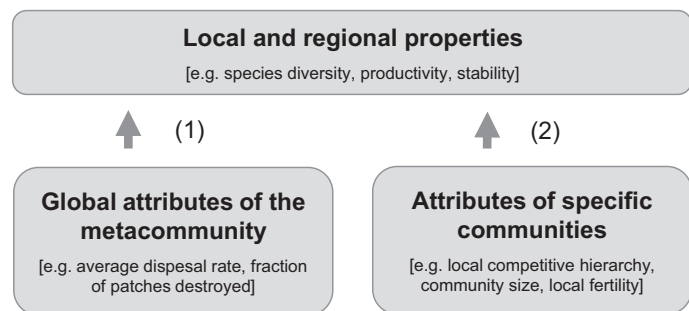 Local and regional properties
[e.g. species diversity, productivity, stability]
(1)
(2)
Global attributes of the
metacommunity
[e.g. average dispesal rate, fraction
of patches destroyed]
Attributes of specific
communities
[e.g. local competitive hierarchy,
community size, local fertility]